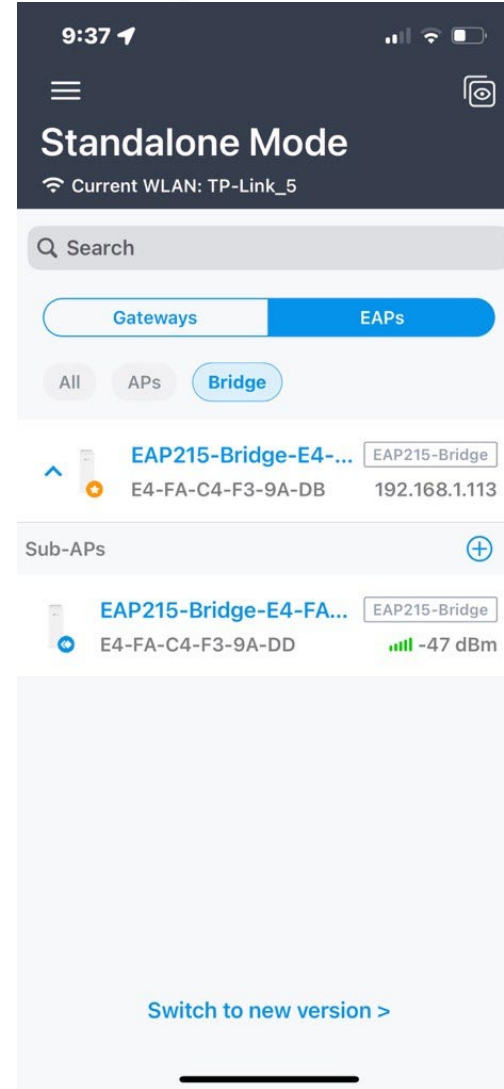 9:37
Standalone Mode
Current WLAN: TP-Link_5
Search
Gateways EAPs
All APs Bridge
EAP215-Bridge-E4-... EAP215-Bridge
E4-FA-C4-F3-9A-DB 192.168.1.113
Sub-APs
EAP215-Bridge-E4-FA... EAP215-Bridge
E4-FA-C4-F3-9A-DD -47 dBm
Switch to new version >